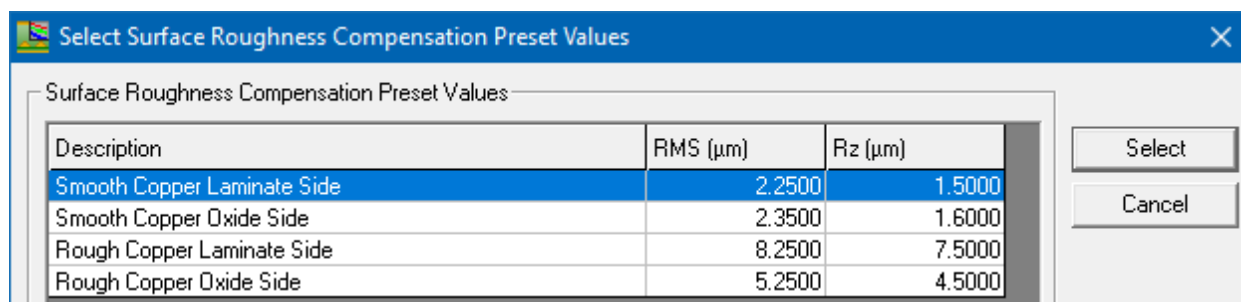 Select Surface Roughness Compensation Preset Values
Surface Roughness Compensation Preset Values
Description RMS (μm) Rz (μm)
Smooth Copper Laminate Side 2.2500 1.5000
Smooth Copper Oxide Side 2.3500 1.6000
Rough Copper Laminate Side 8.2500 7.5000
Rough Copper Oxide Side 5.2500 4.5000
Select
Cancel